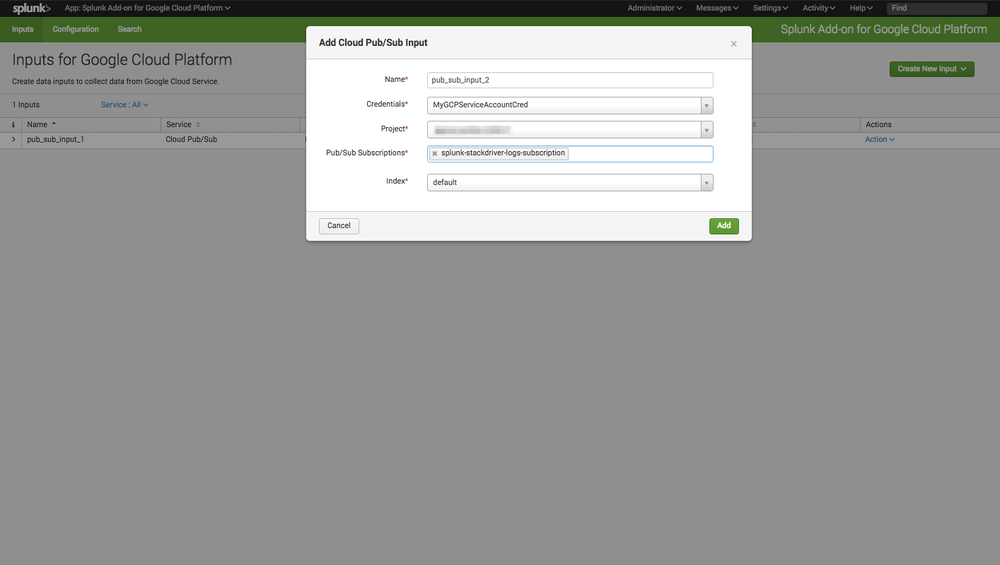 splunk> App: Splunk Add-on for Google Cloud Platform Administrator Messages Settings Activity Help Find
Inputs Configuration Search Splunk Add-on for Google Cloud Platform
Inputs for Google Cloud Platform
Create data inputs to collect data from Google Cloud Service.
Create New Input
1 Inputs Service : All
i Name Service Actions
pub_sub_input_1 Cloud Pub/Sub Action
Add Cloud Pub/Sub Input ×
Name* pub_sub_input_2
Credentials* MyGCPServiceAccountCred
Project*
Pub/Sub Subscriptions* splunk-stackdriver-logs-subscription
Index* default
Cancel Add